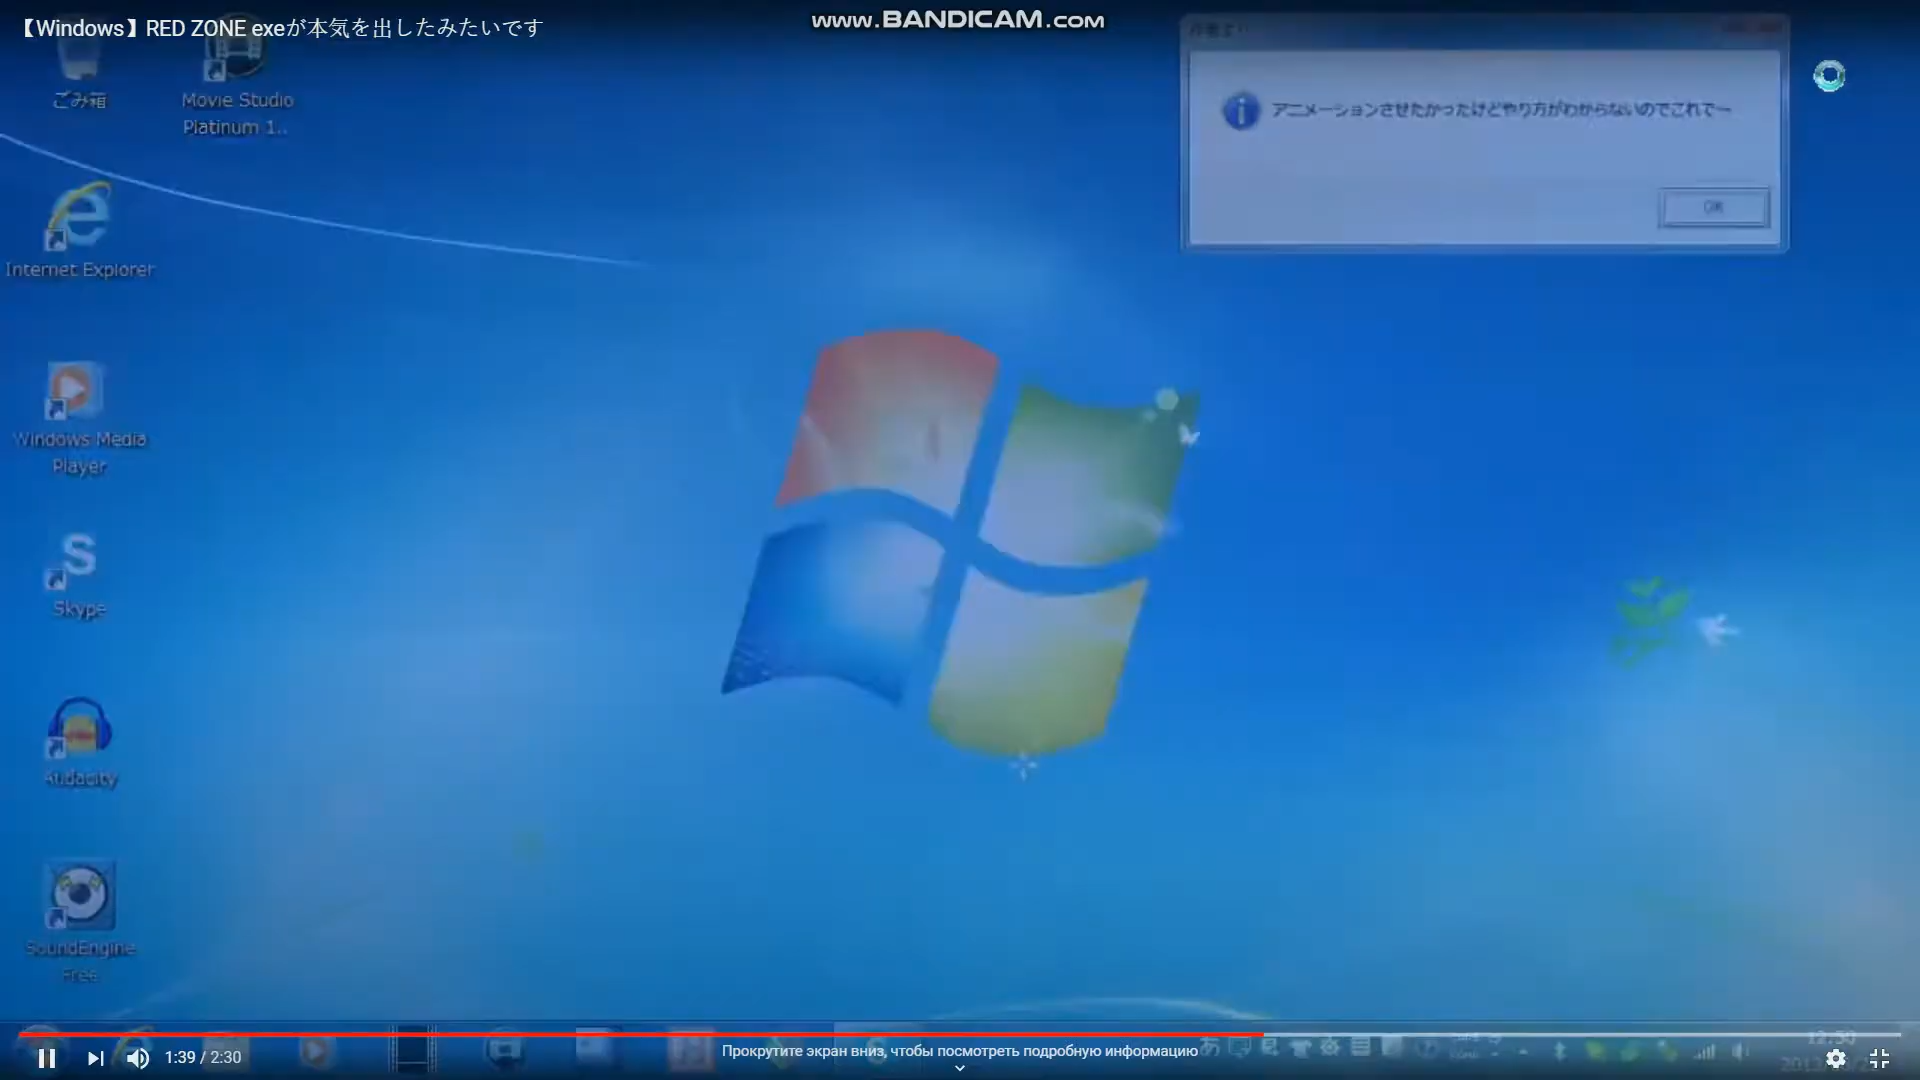 【Windows】RED ZONE exeが本気を出したみたいです
www.BANDICAM.com
ごみ箱
Movie Studio
Platinum 1...
アニメーションさせたかったけどやり方がわからないのでこれでー
OK
Internet Explorer
Windows Media
Player
Skype
Audacity
SoundEngine
Free
1:39 / 2:30
Прокрутите экран вниз, чтобы посмотреть подробную информацию
あ
12:50